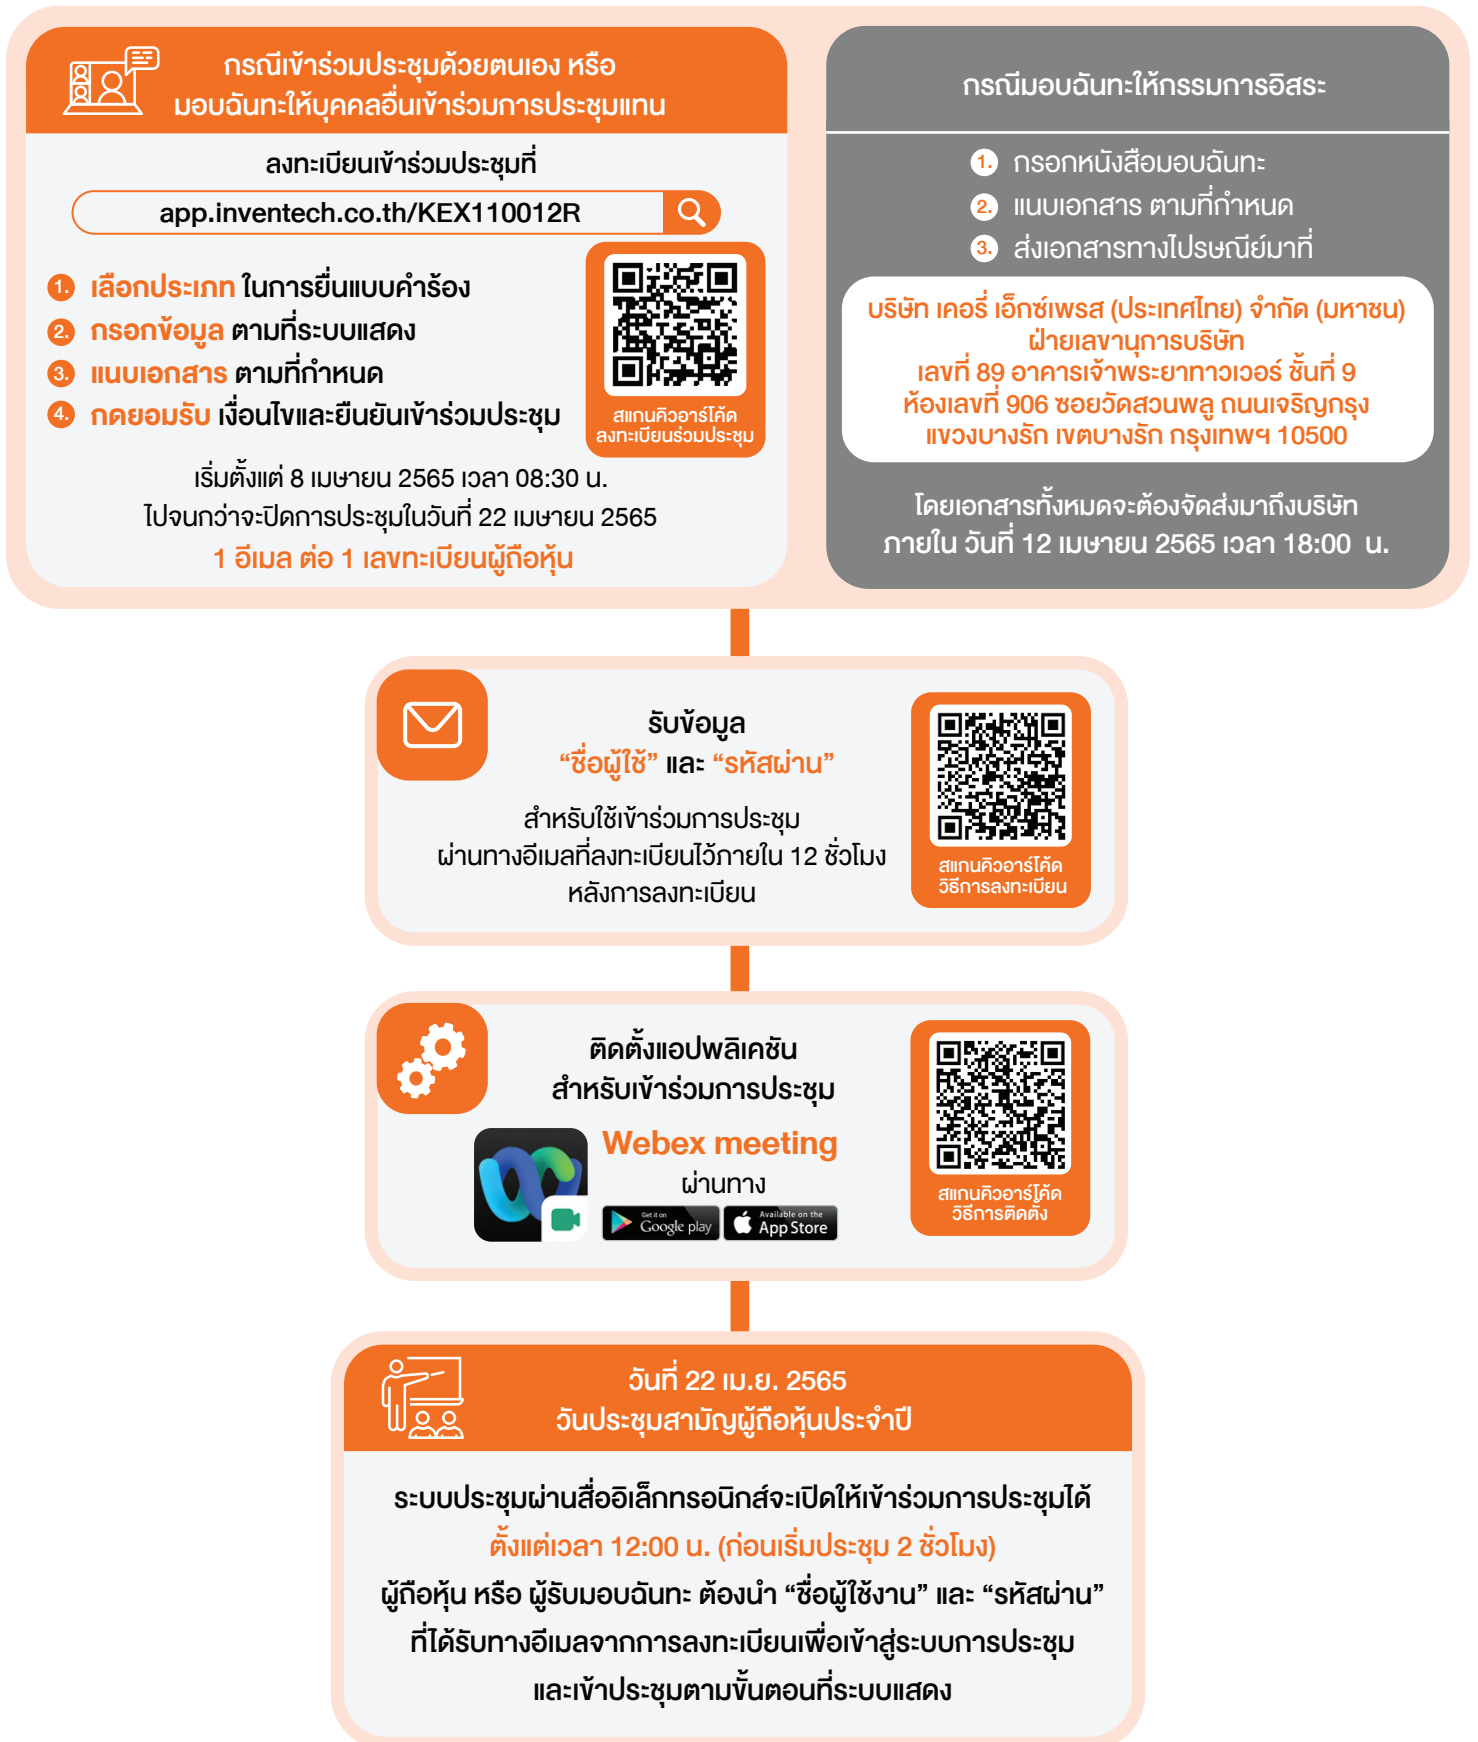 กรณีเข้าร่วมประชุมด้วยตนเอง หรือ
มอบฉันทะให้บุคคลอื่นเข้าร่วมการประชุมแทน
ลงทะเบียนเข้าร่วมประชุมที่
app.inventech.co.th/KEX110012R
1. เลือกประเภท ในการยื่นแบบคำร้อง
2. กรอกข้อมูล ตามที่ระบบแสดง
3. แนบเอกสาร ตามที่กำหนด
4. กดยอมรับ เงื่อนไขและยืนยันเข้าร่วมประชุม
สแกนคิวอาร์โค้ด
ลงทะเบียนร่วมประชุม
เริ่มตั้งแต่ 8 เมษายน 2565 เวลา 08:30 น.
ไปจนกว่าจะปิดการประชุมในวันที่ 22 เมษายน 2565
1 อีเมล ต่อ 1 เลขทะเบียนผู้ถือหุ้น
กรณีมอบฉันทะให้กรรมการอิสระ
1. กรอกหนังสือมอบฉันทะ
2. แนบเอกสาร ตามที่กำหนด
3. ส่งเอกสารทางไปรษณีย์มาที่
บริษัท เคอรี่ เอ็กซ์เพรส (ประเทศไทย) จำกัด (มหาชน)
ฝ่ายเลขานุการบริษัท
เลขที่ 89 อาคารเจ้าพระยาทาวเวอร์ ชั้นที่ 9
ห้องเลขที่ 906 ซอยวัดสวนพลู ถนนเจริญกรุง
แขวงบางรัก เขตบางรัก กรุงเทพฯ 10500
โดยเอกสารทั้งหมดจะต้องจัดส่งมาถึงบริษัท
ภายใน วันที่ 12 เมษายน 2565 เวลา 18:00 น.
รับข้อมูล
“ชื่อผู้ใช้” และ “รหัสผ่าน”
สำหรับใช้เข้าร่วมการประชุม
ผ่านทางอีเมลที่ลงทะเบียนไว้ภายใน 12 ชั่วโมง
หลังการลงทะเบียน
สแกนคิวอาร์โค้ด
วิธีการลงทะเบียน
ติดตั้งแอปพลิเคชัน
สำหรับเข้าร่วมการประชุม
Webex meeting
ผ่านทาง
Get it on
Google play
Available on the
App Store
สแกนคิวอาร์โค้ด
วิธีการติดตั้ง
วันที่ 22 เม.ย. 2565
วันประชุมสามัญผู้ถือหุ้นประจำปี
ระบบประชุมผ่านสื่ออิเล็กทรอนิกส์จะเปิดให้เข้าร่วมการประชุมได้
ตั้งแต่เวลา 12:00 น. (ก่อนเริ่มประชุม 2 ชั่วโมง)
ผู้ถือหุ้น หรือ ผู้รับมอบฉันทะ ต้องนำ “ชื่อผู้ใช้งาน” และ “รหัสผ่าน”
ที่ได้รับทางอีเมลจากการลงทะเบียนเพื่อเข้าสู่ระบบการประชุม
และเข้าประชุมตามขั้นตอนที่ระบบแสดง